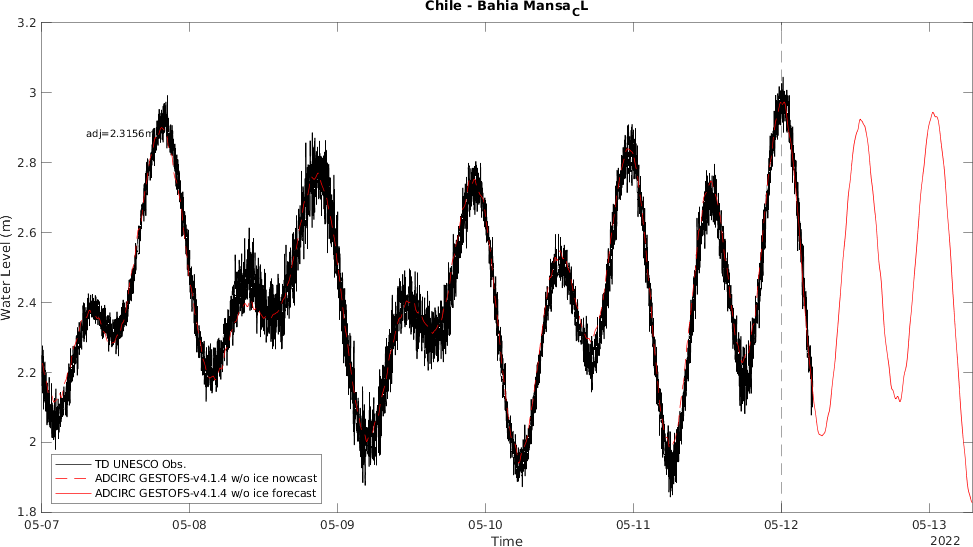 Chile - Bahia Mansa_CL
3.2
3
2.8
2.6
2.4
2.2
2
1.8
Water Level (m)
adj=2.3156m
TD UNESCO Obs.
ADCIRC GESTOFS-v4.1.4 w/o ice nowcast
ADCIRC GESTOFS-v4.1.4 w/o ice forecast
05-07 05-08 05-09 05-10 05-11 05-12 05-13
Time
2022